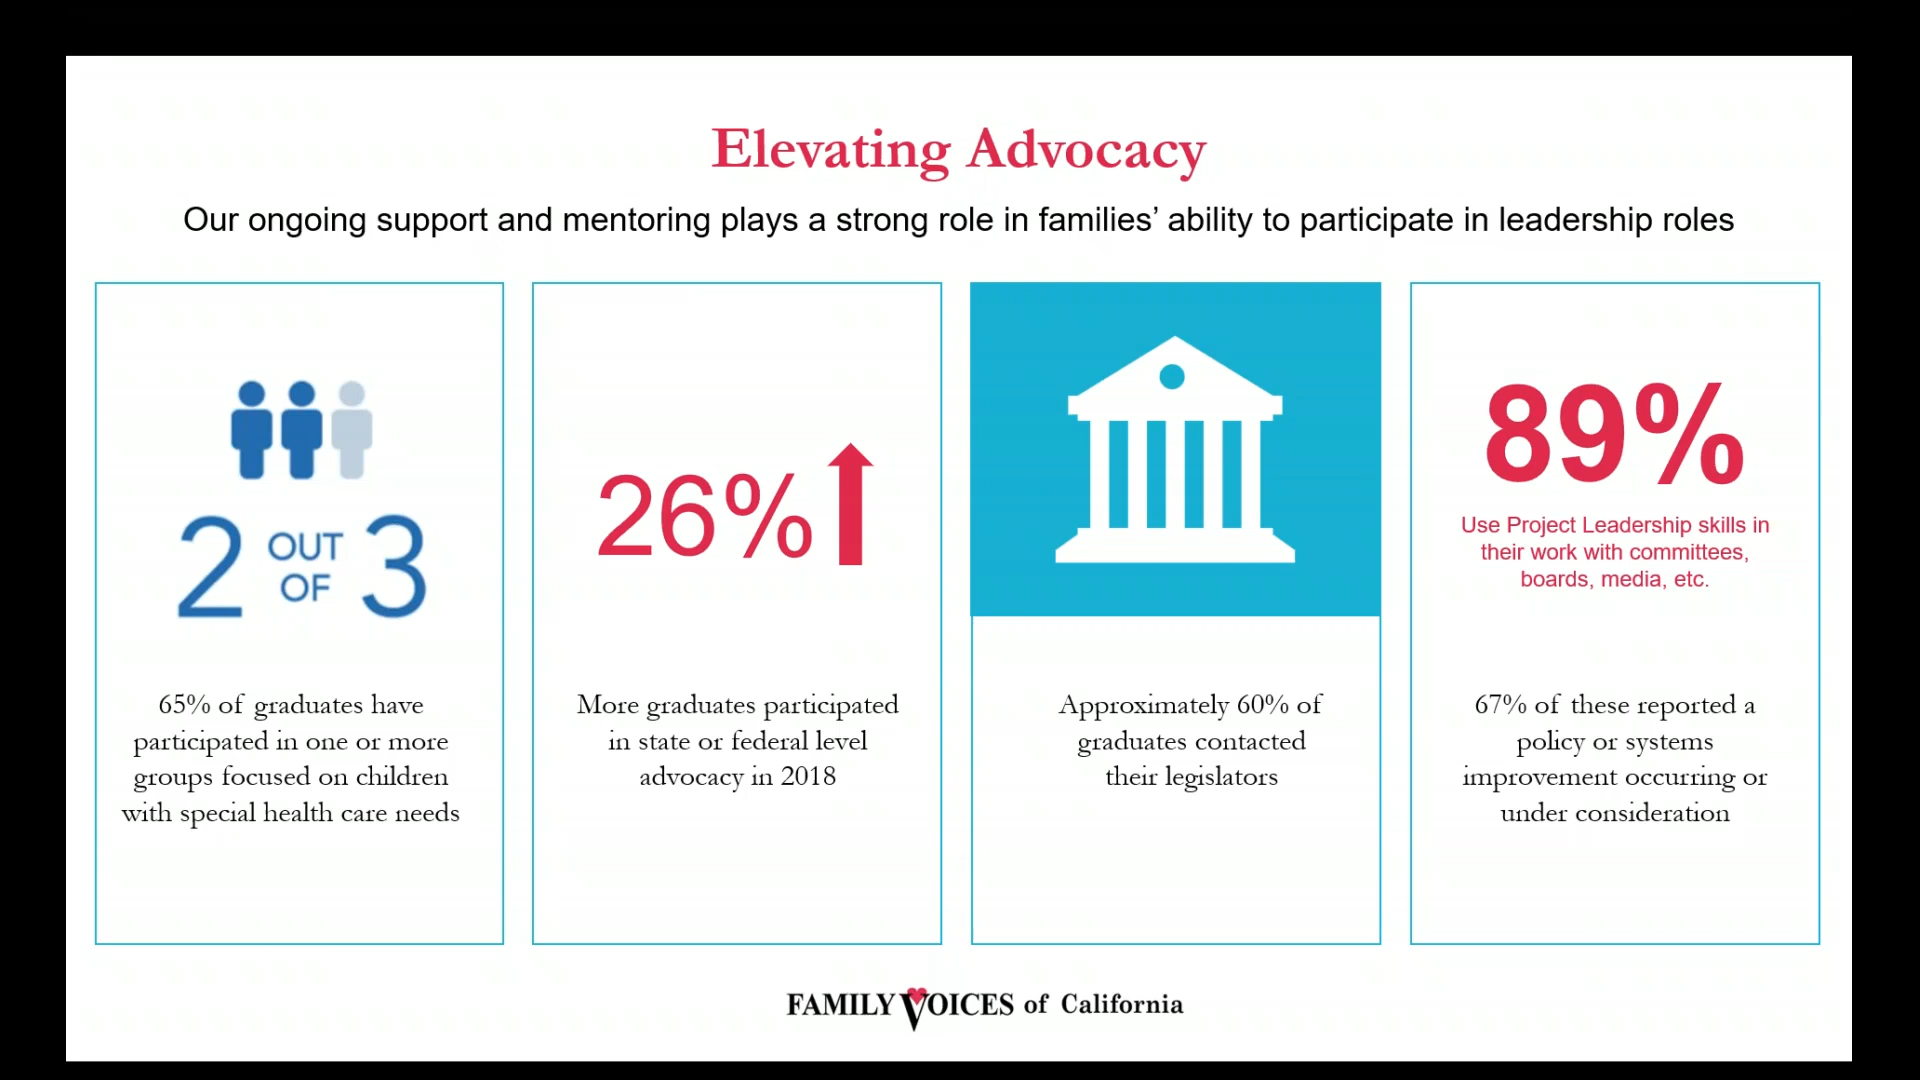 Elevating Advocacy
Our ongoing support and mentoring plays a strong role in families’ ability to participate in leadership roles
2 OUT OF 3
65% of graduates have
participated in one or more
groups focused on children
with special health care needs
26%
More graduates participated
in state or federal level
advocacy in 2018
Approximately 60% of
graduates contacted
their legislators
89%
Use Project Leadership skills in
their work with committees,
boards, media, etc.
67% of these reported a
policy or systems
improvement occurring or
under consideration
FAMILY VOICES of California